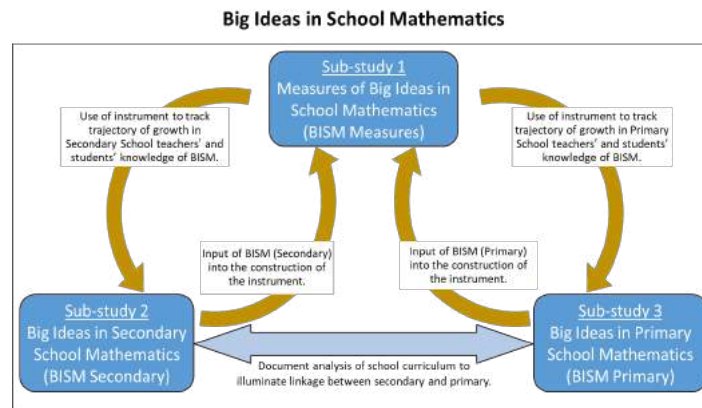 Big Ideas in School Mathematics
Sub-study 1
Measures of Big Ideas in
School Mathematics
(BISM Measures)
Use of instrument to track
trajectory of growth in
Secondary School teachers' and
students' knowledge of BISM.
Use of instrument to track
trajectory of growth in Primary
School teachers' and students'
knowledge of BISM.
Input of BISM (Secondary)
into the construction of
the instrument.
Input of BISM (Primary)
into the construction of
the instrument.
Sub-study 2
Big Ideas in Secondary
School Mathematics
(BISM Secondary)
Sub-study 3
Big Ideas in Primary
School Mathematics
(BISM Primary)
Document analysis of school curriculum to
illuminate linkage between secondary and primary.